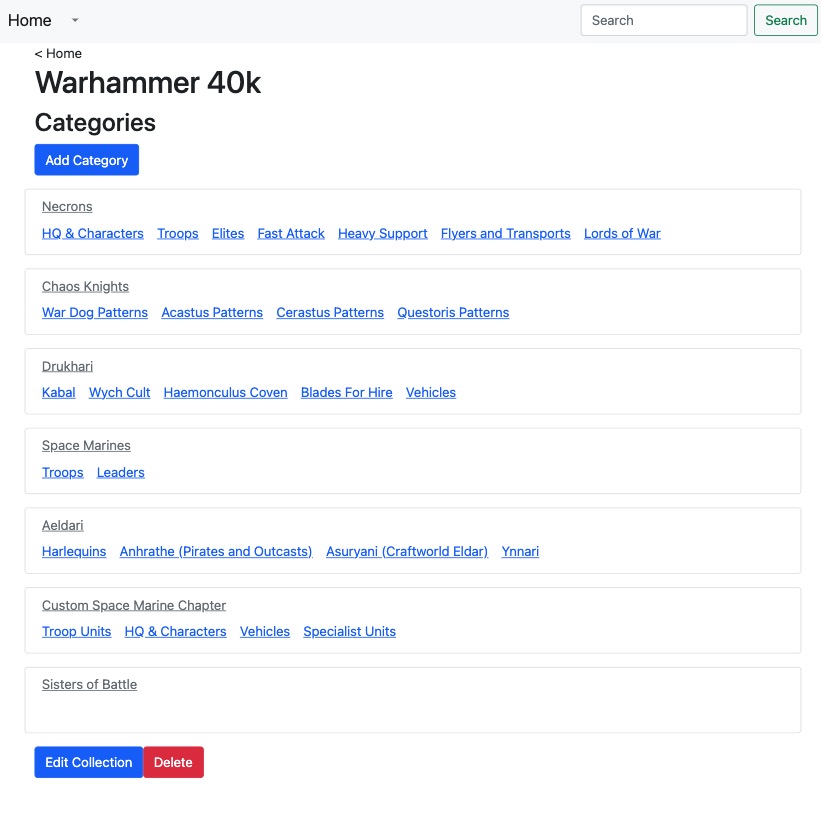 Home Search Search
< Home
Warhammer 40k
Categories
Add Category
Necrons
HQ & Characters Troops Elites Fast Attack Heavy Support Flyers and Transports Lords of War
Chaos Knights
War Dog Patterns Acastus Patterns Cerastus Patterns Questoris Patterns
Drukhari
Kabal Wych Cult Haemonculus Coven Blades For Hire Vehicles
Space Marines
Troops Leaders
Aeldari
Harlequins Anhrathe (Pirates and Outcasts) Asuryani (Craftworld Eldar) Ynnari
Custom Space Marine Chapter
Troop Units HQ & Characters Vehicles Specialist Units
Sisters of Battle
Edit Collection Delete